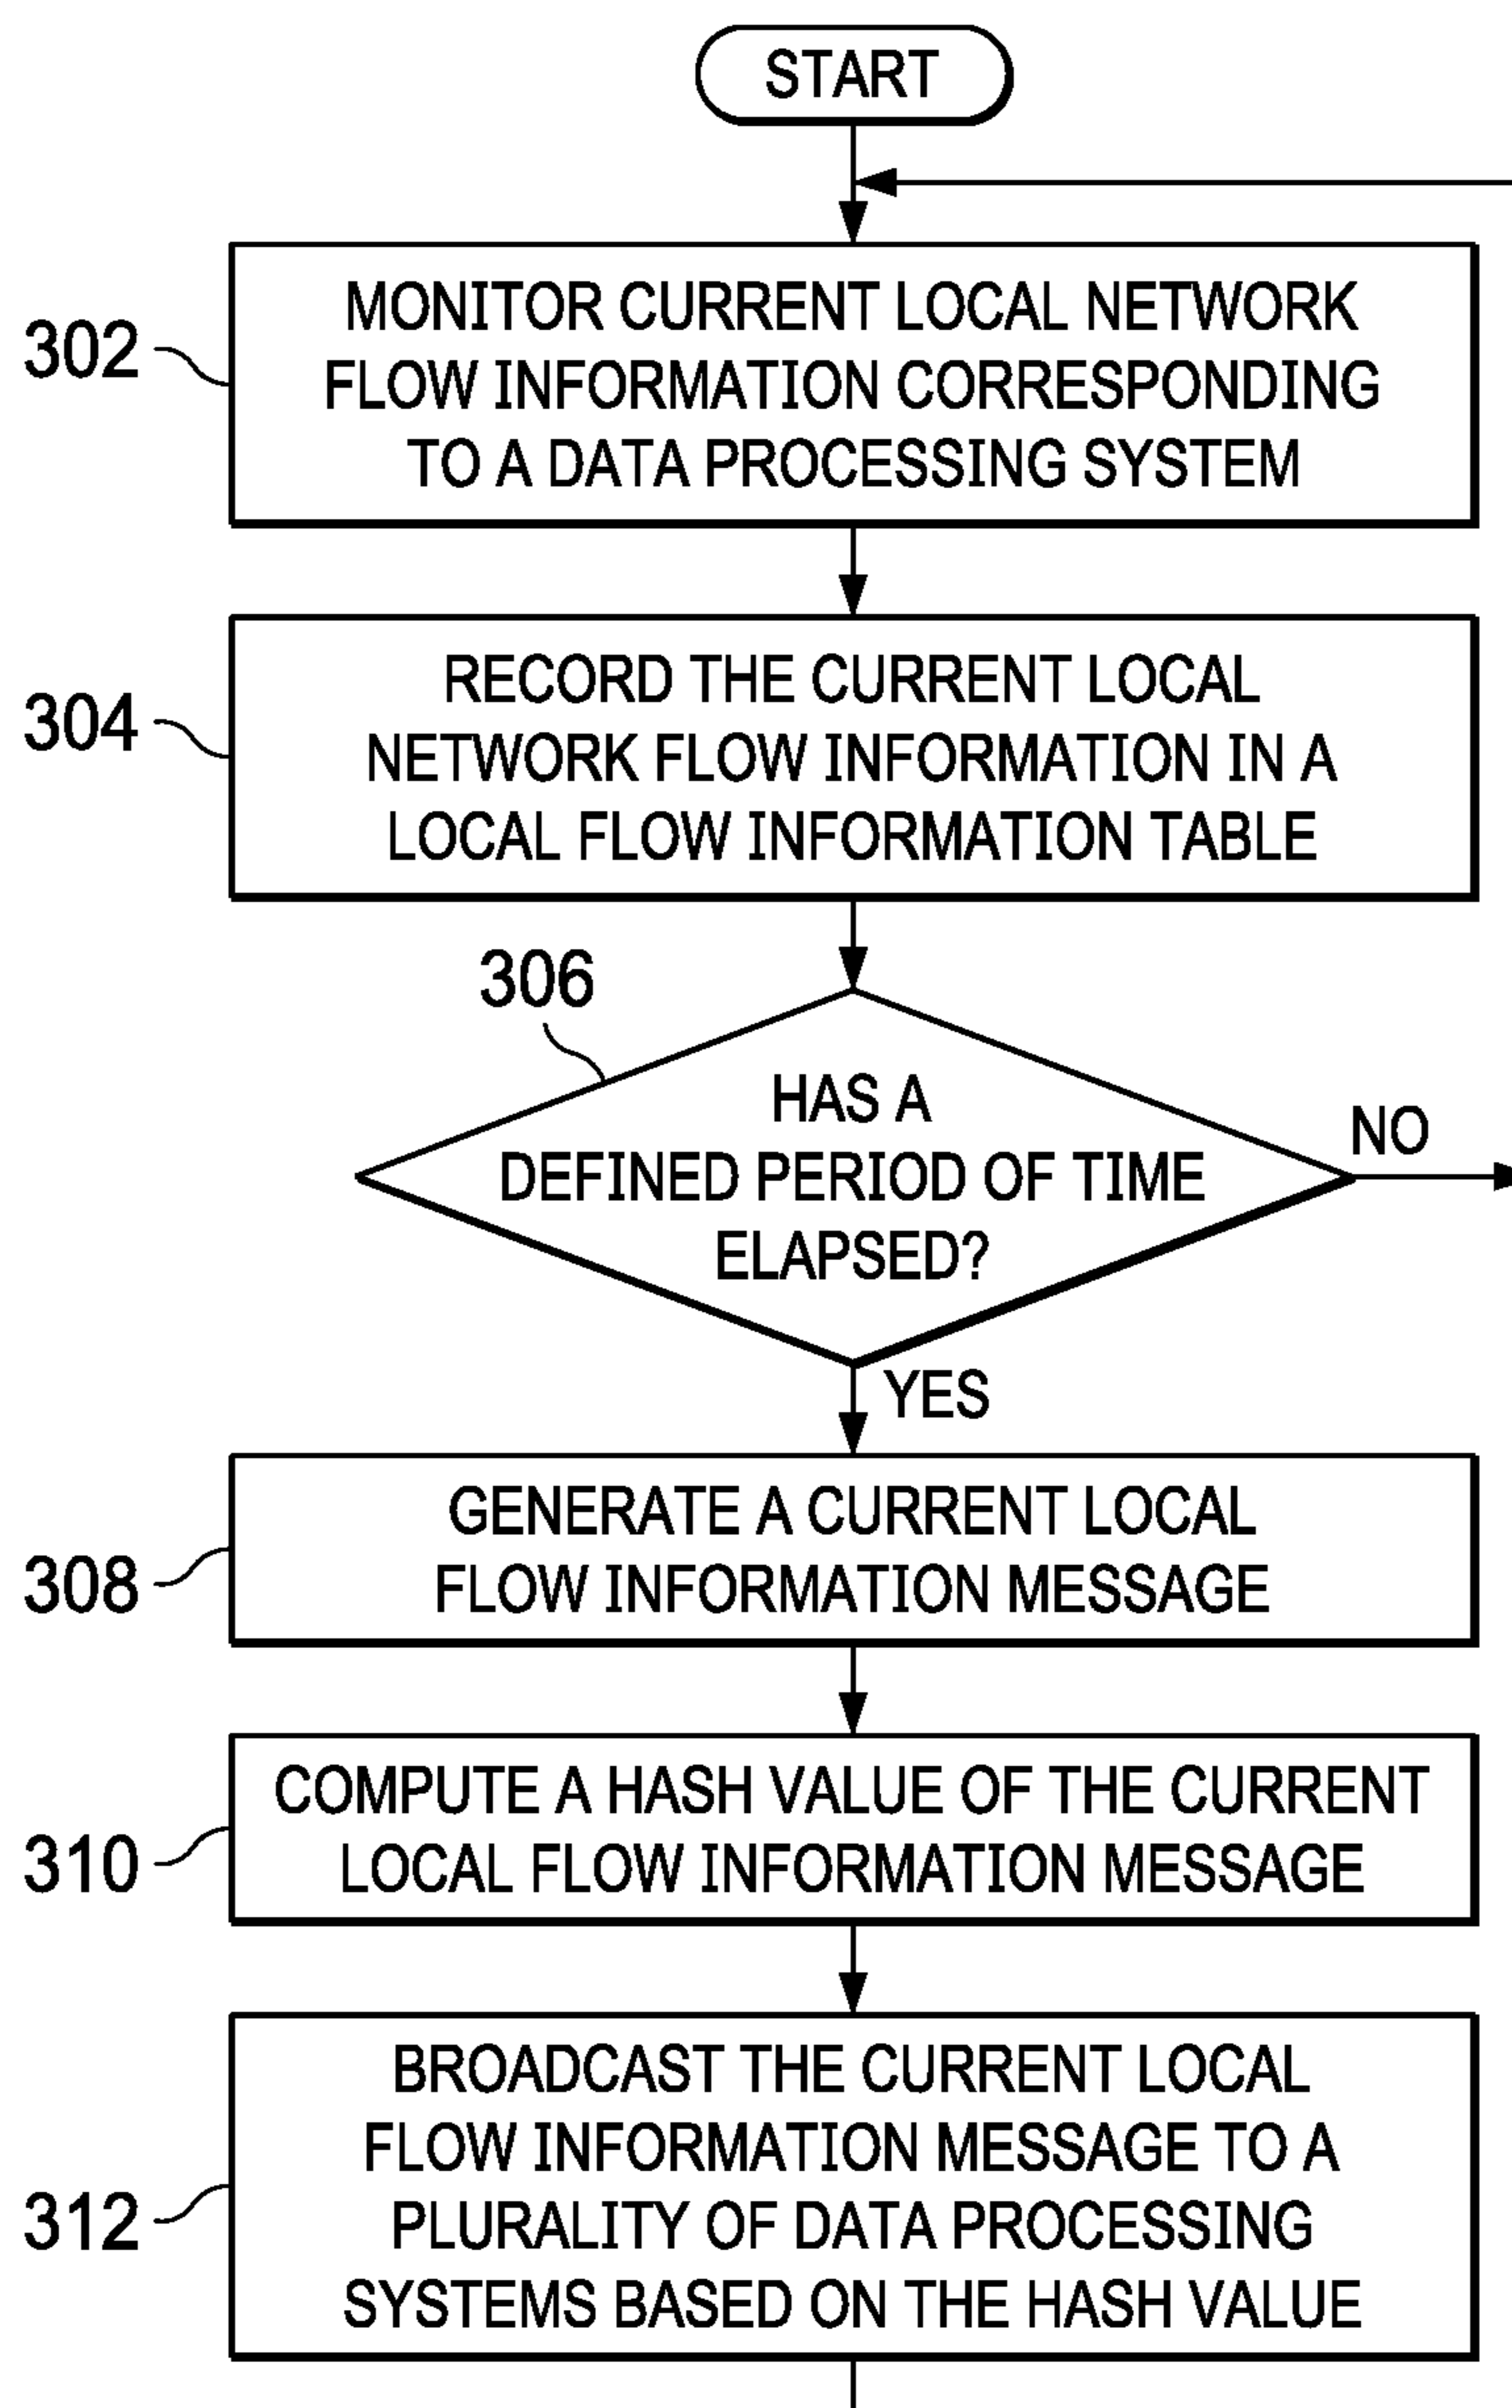 START
302
MONITOR CURRENT LOCAL NETWORK
FLOW INFORMATION CORRESPONDING
TO A DATA PROCESSING SYSTEM
304
RECORD THE CURRENT LOCAL
NETWORK FLOW INFORMATION IN A
LOCAL FLOW INFORMATION TABLE
306
HAS A
DEFINED PERIOD OF TIME
ELAPSED?
NO
YES
308
GENERATE A CURRENT LOCAL
FLOW INFORMATION MESSAGE
310
COMPUTE A HASH VALUE OF THE CURRENT
LOCAL FLOW INFORMATION MESSAGE
312
BROADCAST THE CURRENT LOCAL
FLOW INFORMATION MESSAGE TO A
PLURALITY OF DATA PROCESSING
SYSTEMS BASED ON THE HASH VALUE